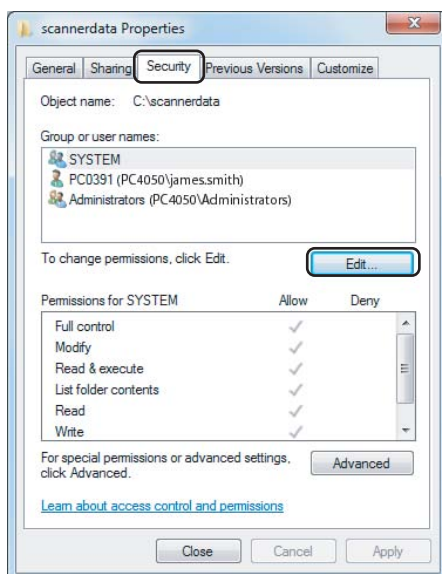 scannerdata Properties
General Sharing Security Previous Versions Customize
Object name: C:\scannerdata
Group or user names:
SYSTEM
PC0391 (PC4050\james.smith)
Administrators (PC4050\Administrators)
To change permissions, click Edit.
Edit...
Permissions for SYSTEM Allow Deny
Full control
Modify
Read & execute
List folder contents
Read
Write
For special permissions or advanced settings,
click Advanced.
Advanced
Learn about access control and permissions
Close Cancel Apply